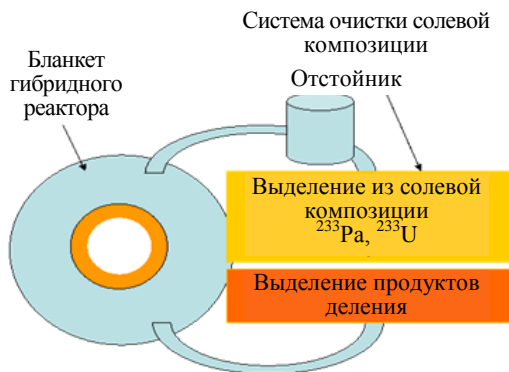 Бланкет
гибридного
реактора
Система очистки солевой
композиции
Отстойник
Выделение из солевой
композиции
²³³Pa, ²³³U
Выделение продуктов
деления